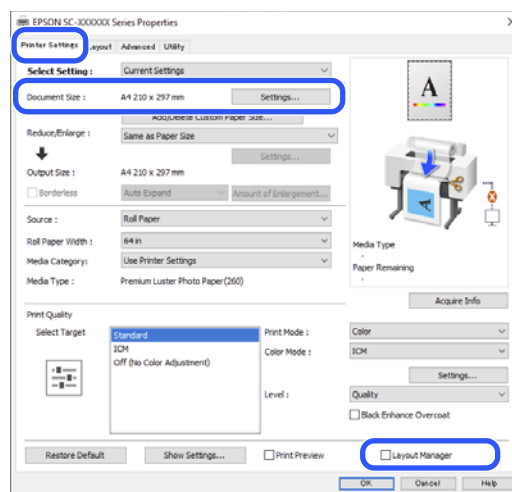 EPSON SC-XXXXXX Series Properties
Printer Settings Layout Advanced Utility
Select Setting : Current Settings
Document Size : A4 210 x 297 mm Settings...
Add/Delete Custom Paper Size...
Reduce/Enlarge : Same as Paper Size
Settings...
Output Size : A4 210 x 297 mm
Borderless Auto Expand Amount of Enlargement...
Source : Roll Paper
Roll Paper Width : 64 in
Media Category: Use Printer Settings
Media Type : Premium Luster Photo Paper(260)
A
Media Type
-
Paper Remaining
-
Acquire Info
Print Quality
Select Target Standard
ICM
Off (No Color Adjustment)
Print Mode : Color
Color Mode : ICM
Settings...
Level : Quality
Black Enhance Overcoat
Restore Default Show Settings... Print Preview Layout Manager
OK Cancel Help